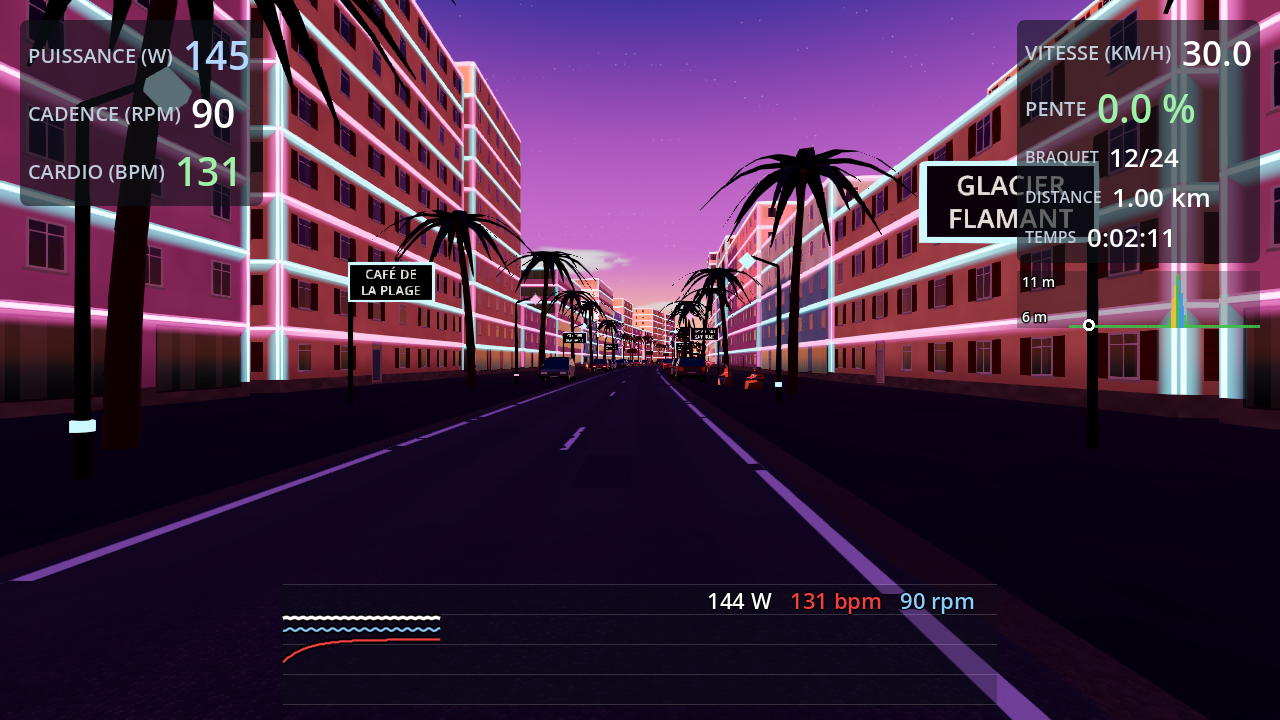 PUISSANCE (W) 145
CADENCE (RPM) 90
CARDIO (BPM) 131
VITESSE (KM/H) 30.0
PENTE 0.0 %
BRAQUET 12/24
DISTANCE 1.00 km
TEMPS 0:02:11
11 m
6 m
GLACIER
FLAMANT
CAFÉ DE
LA PLAGE
144 W 131 bpm 90 rpm